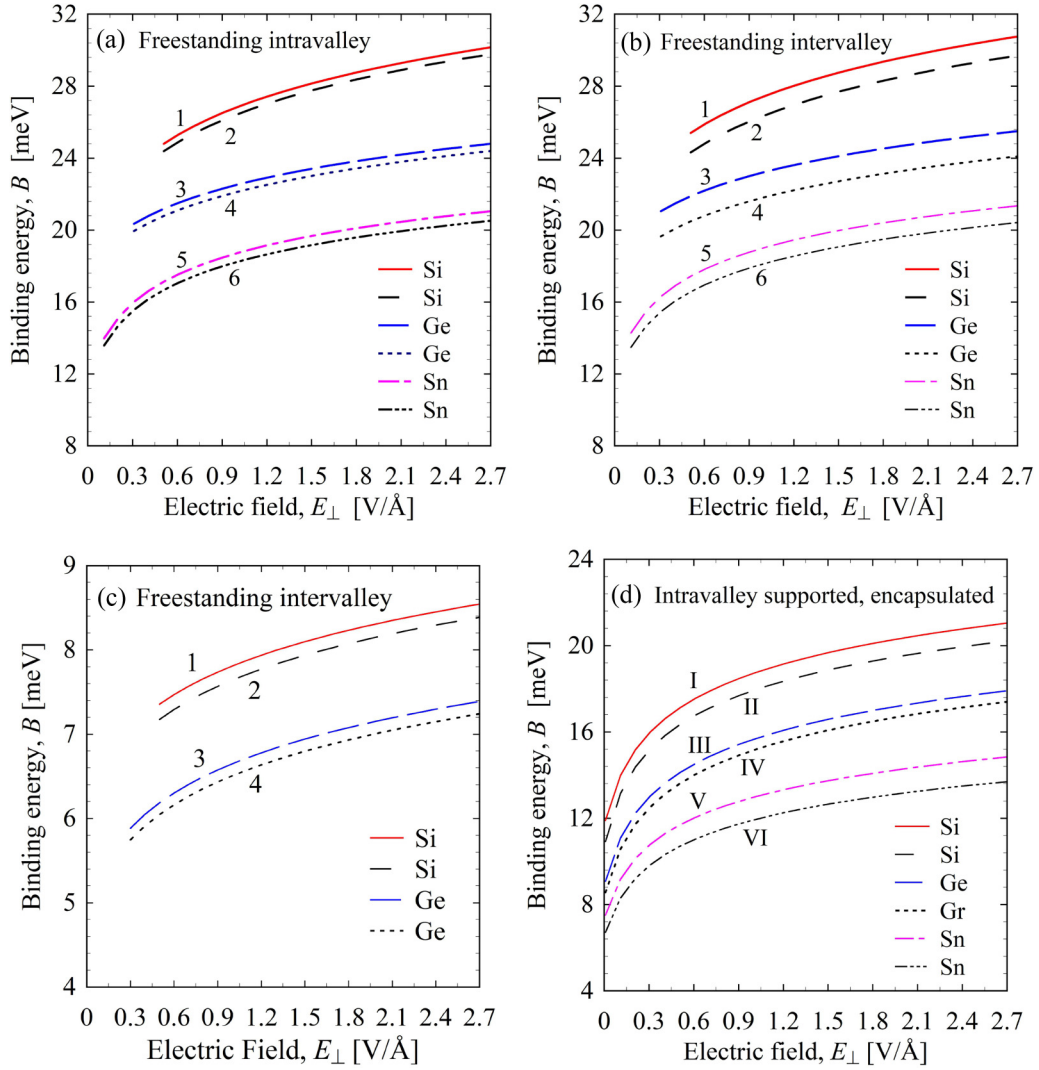 (a) Freestanding intravalley
Binding energy, B [meV]
32
28
24
20
16
12
8
1
2
3
4
5
6
Si
Si
Ge
Ge
Sn
Sn
0 0.3 0.6 0.9 1.2 1.5 1.8 2.1 2.4 2.7
Electric field, E⊥ [V/Å]
(b) Freestanding intervalley
Binding energy, B [meV]
32
28
24
20
16
12
8
1
2
3
4
5
6
Si
Si
Ge
Ge
Sn
Sn
0 0.3 0.6 0.9 1.2 1.5 1.8 2.1 2.4 2.7
Electric field, E⊥ [V/Å]
(c) Freestanding intervalley
Binding energy, B [meV]
9
8
7
6
5
4
1
2
3
4
Si
Si
Ge
Ge
0 0.3 0.6 0.9 1.2 1.5 1.8 2.1 2.4 2.7
Electric Field, E⊥ [V/Å]
(d) Intravalley supported, encapsulated
Binding energy, B [meV]
24
20
16
12
8
4
I
II
III
IV
V
VI
Si
Si
Ge
Gr
Sn
Sn
0 0.3 0.6 0.9 1.2 1.5 1.8 2.1 2.4 2.7
Electric field, E⊥ [V/Å]